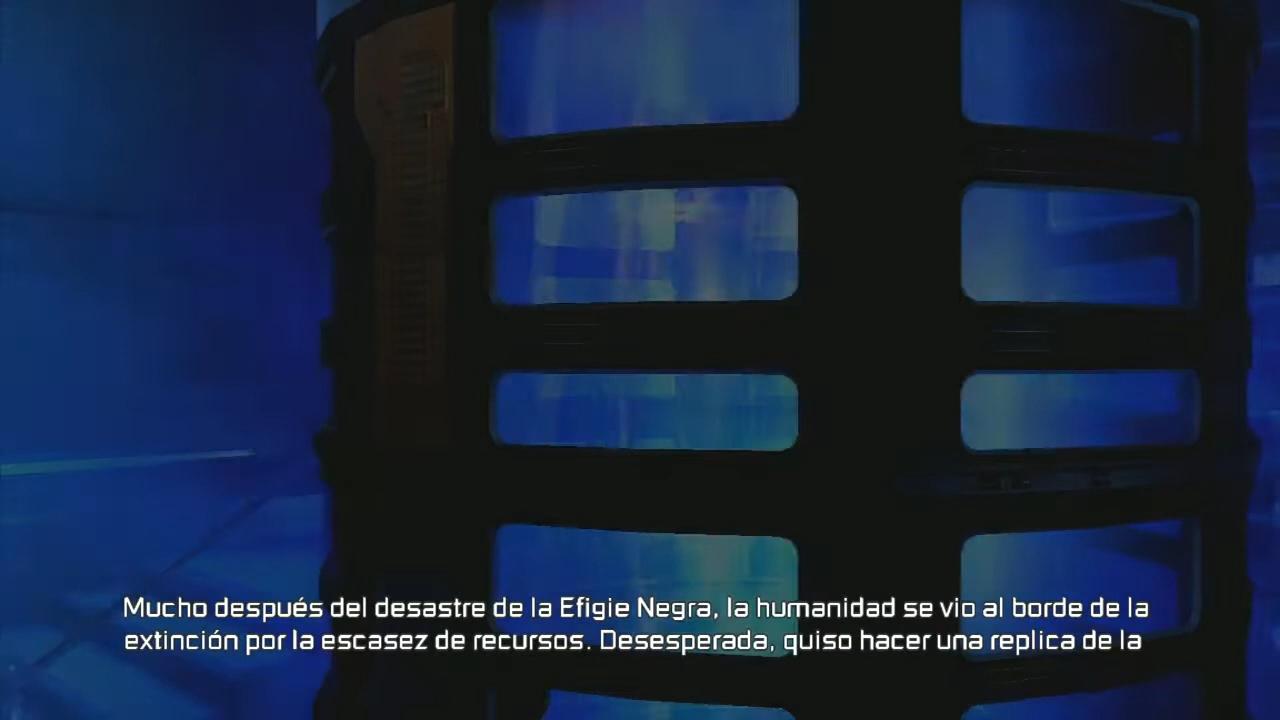 Mucho después del desastre de la Efigie Negra, la humanidad se vio al borde de la
extinción por la escasez de recursos. Desesperada, quiso hacer una replica de la